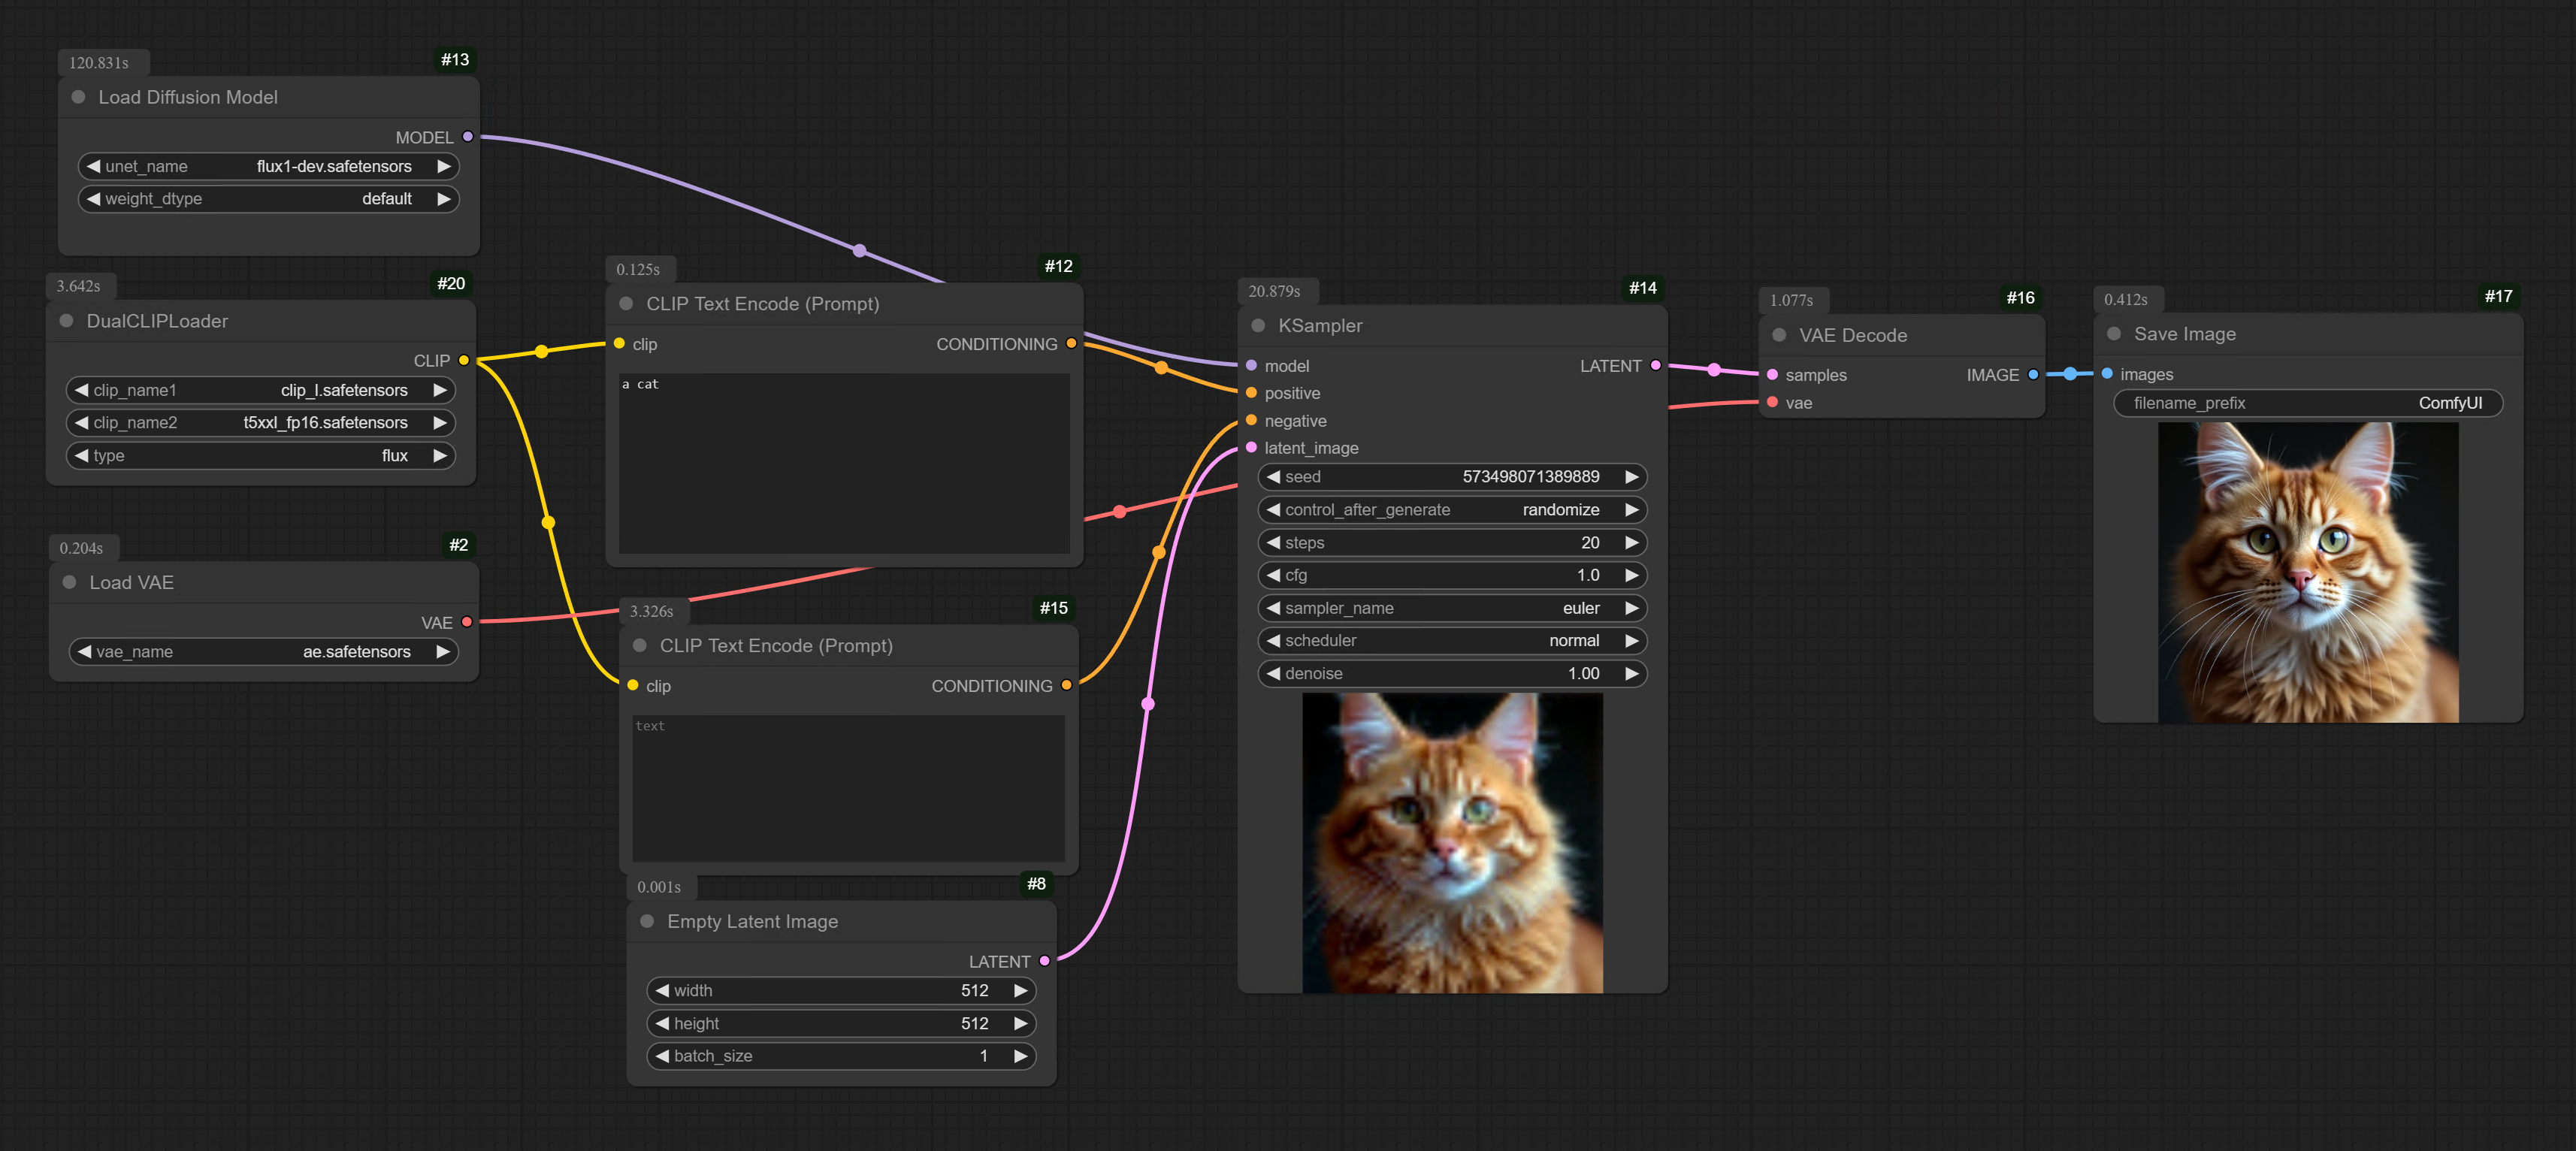 120.831s
#13
Load Diffusion Model
MODEL
unet_name flux1-dev.safetensors
weight_dtype default
3.642s
#20
DualCLIPLoader
CLIP
clip_name1 clip_l.safetensors
clip_name2 t5xxl_fp16.safetensors
type flux
0.204s
#2
Load VAE
VAE
vae_name ae.safetensors
0.125s
#12
CLIP Text Encode (Prompt)
clip CONDITIONING
a cat
3.326s
#15
CLIP Text Encode (Prompt)
clip CONDITIONING
text
0.001s
#8
Empty Latent Image
LATENT
width 512
height 512
batch_size 1
20.879s
#14
KSampler
model LATENT
positive
negative
latent_image
seed 573498071389889
control_after_generate randomize
steps 20
cfg 1.0
sampler_name euler
scheduler normal
denoise 1.00
1.077s
#16
VAE Decode
samples IMAGE
vae
0.412s
#17
Save Image
images
filename_prefix ComfyUI